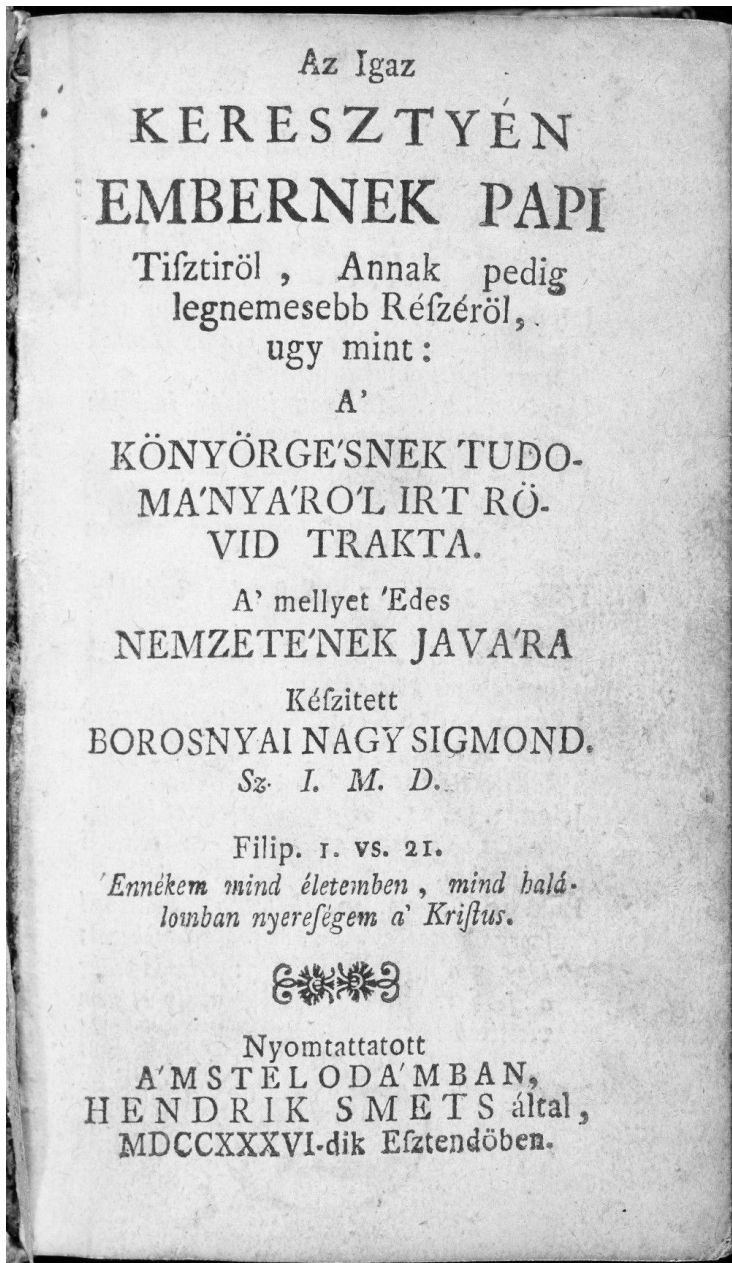 Az Igaz
KERESZTYÉN
EMBERNEK PAPI
Tiſztiröl , Annak pedig
legnemesebb Réſzéröl,
ugy mint :
A’
KÖNYÖRGE'SNEK TUDO-
MA'NYA'RO'L IRT RÖ-
VID TRAKTA.
A’ mellyet 'Edes
NEMZETE'NEK JAVA'RA
Kéſzitett
BOROSNYAI NAGY SIGMOND.
Sz. I. M. D.
Filip. 1. vs. 21.
'Ennékem mind életemben , mind halá-
lomban nyereſégem a’ Kriſtus.
Nyomtattatott
A'MSTELODA'MBAN,
HENDRIK SMETS által,
MDCCXXXVI-dik Eſztendöben.